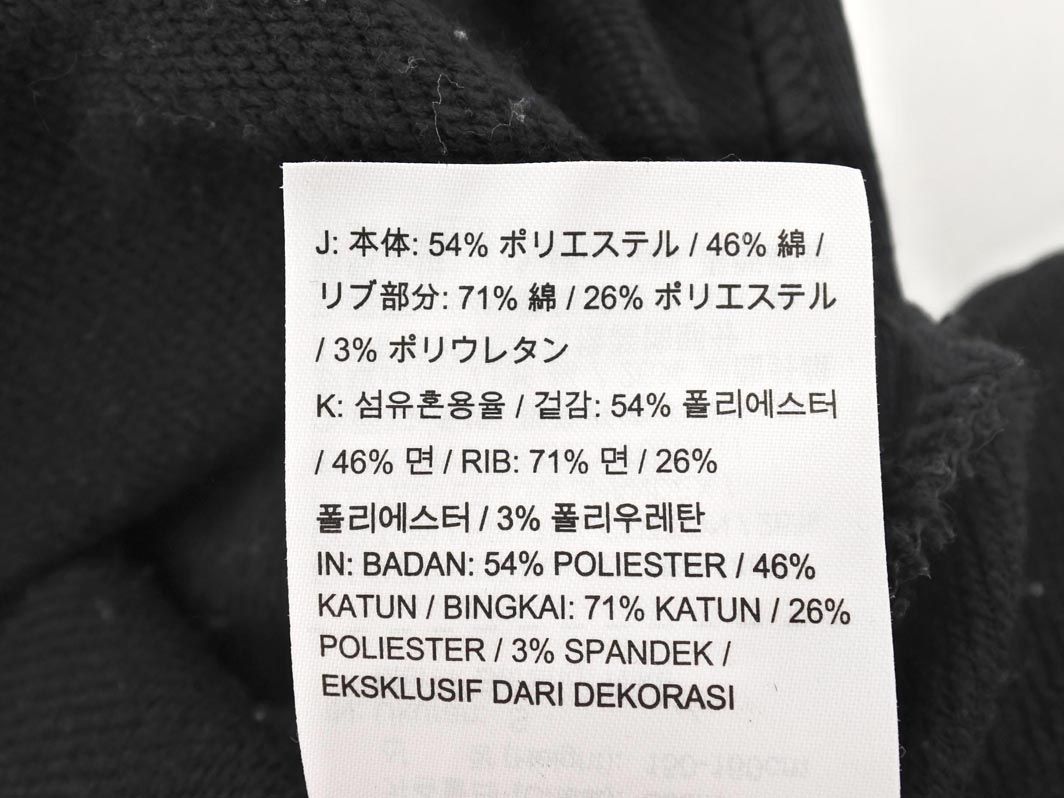 J: 本体: 54% ポリエステル / 46% 綿 /
リブ部分: 71% 綿 / 26% ポリエステル
/ 3% ポリウレタン
K: 섬유혼용율 / 겉감: 54% 폴리에스터
/ 46% 면 / RIB: 71% 면 / 26%
폴리에스터 / 3% 폴리우레탄
IN: BADAN: 54% POLIESTER / 46%
KATUN / BINGKAI: 71% KATUN / 26%
POLIESTER / 3% SPANDEK /
EKSKLUSIF DARI DEKORASI